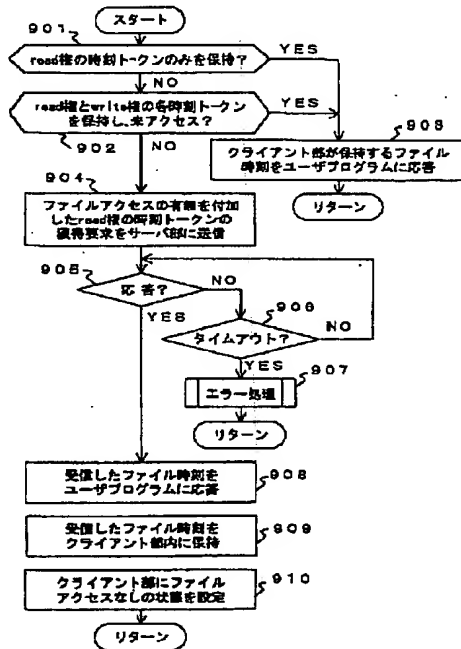 スタート
901
read権の時刻トークンのみを保持?
YES
NO
read権とwrite権の各時刻トークン
を保持し、未アクセス?
YES
902
NO
903
クライアント部が保持するファイル
時刻をユーザプログラムに応答
リターン
904
ファイルアクセスの有無を付加
したread権の時刻トークンの
獲得要求をサーバ部に送信
905
応答?
NO
YES
906
タイムアウト?
NO
YES
907
エラー処理
リターン
受信したファイル時刻を
ユーザプログラムに応答
908
受信したファイル時刻を
クライアント部内に保持
909
クライアント部にファイル
アクセスなしの状態を設定
910
リターン